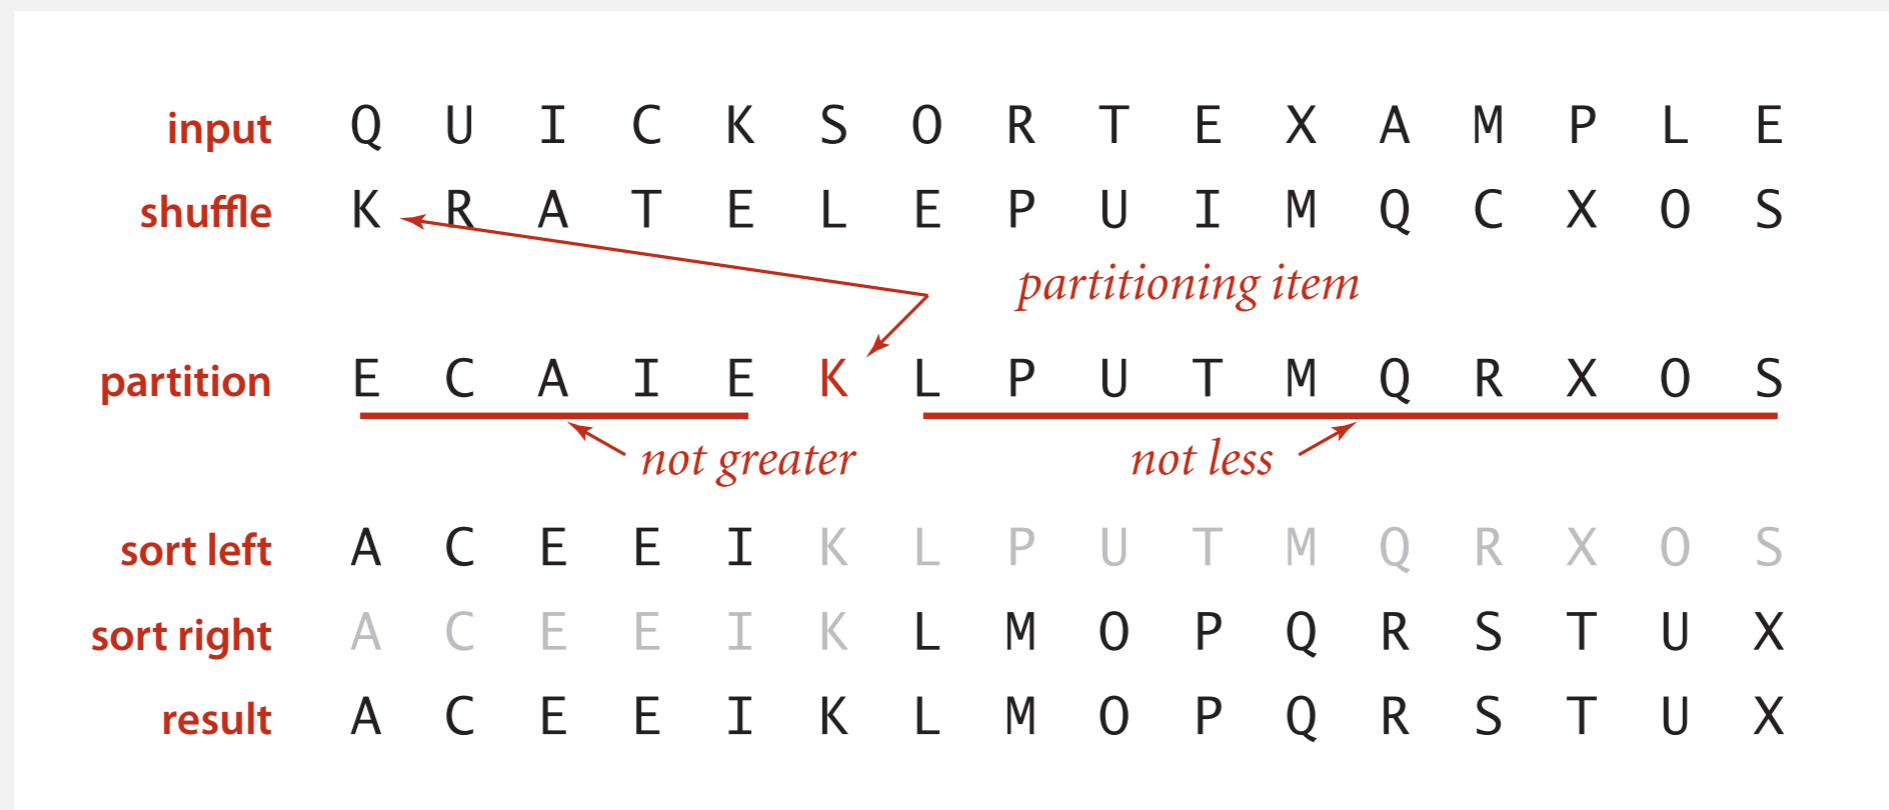 input Q U I C K S O R T E X A M P L E
shuffle K R A T E L E P U I M Q C X O S
partitioning item
partition E C A I E K L P U T M Q R X O S
not greater not less
sort left A C E E I K L P U T M Q R X O S
sort right A C E E I K L M O P Q R S T U X
result A C E E I K L M O P Q R S T U X